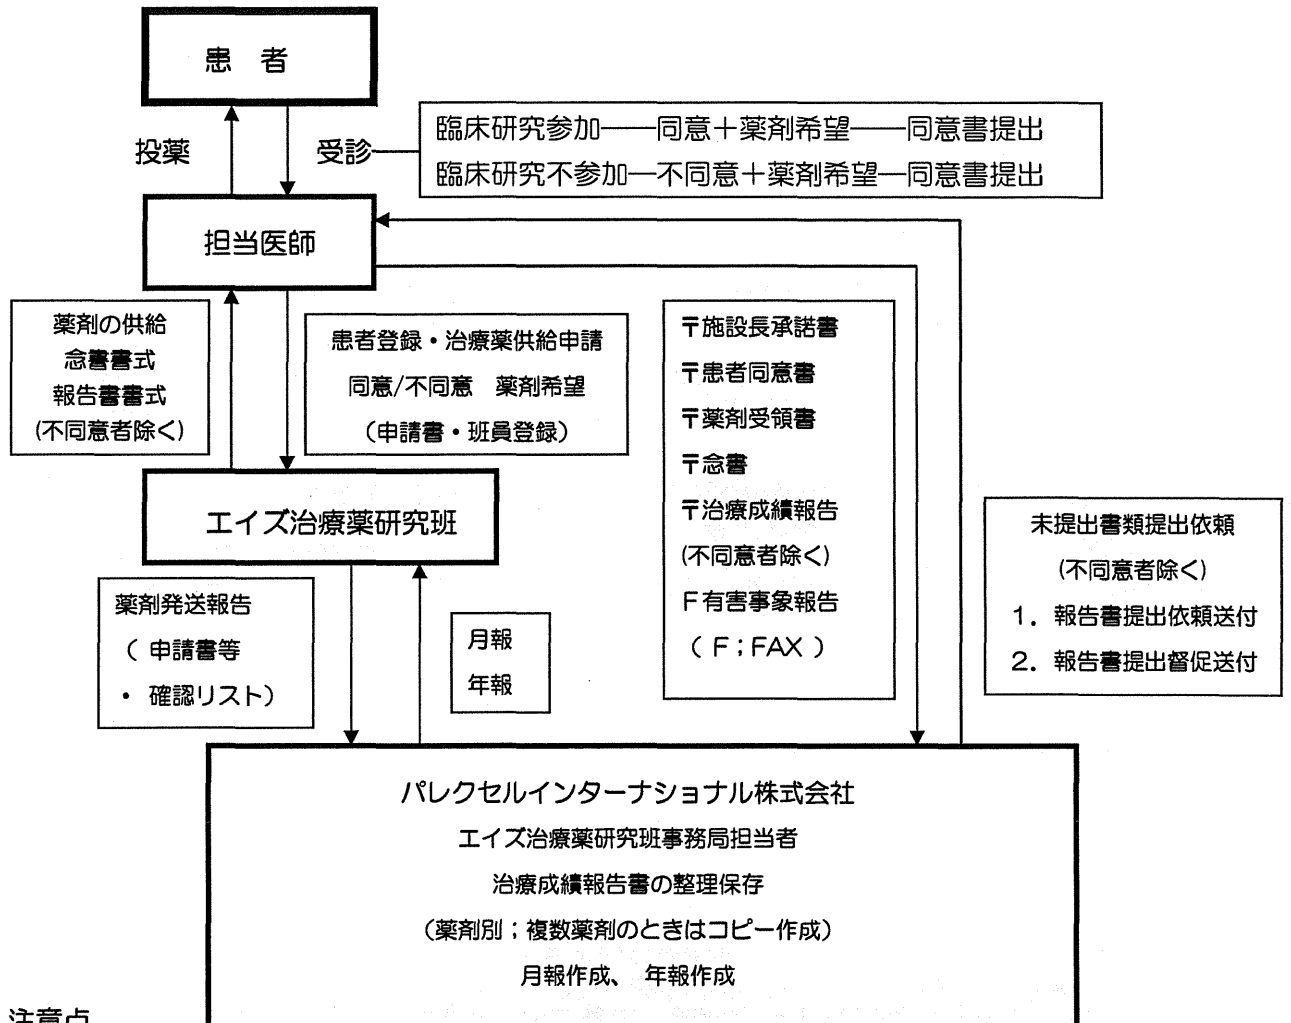 患　者
投薬
受診
臨床研究参加――同意＋薬剤希望――同意書提出
臨床研究不参加―不同意＋薬剤希望―同意書提出
担当医師
薬剤の供給
念書書式
報告書書式
(不同意者除く)
患者登録・治療薬供給申請
同意/不同意　薬剤希望
（申請書・班員登録）
〒施設長承諾書
〒患者同意書
〒薬剤受領書
〒念書
〒治療成績報告
(不同意者除く)
F有害事象報告
（ F；FAX ）
未提出書類提出依頼
(不同意者除く)
1．報告書提出依頼送付
2．報告書提出督促送付
エイズ治療薬研究班
薬剤発送報告
（ 申請書等
・ 確認リスト）
月報
年報
パレクセルインターナショナル株式会社
エイズ治療薬研究班事務局担当者
治療成績報告書の整理保存
（薬剤別；複数薬剤のときはコピー作成）
月報作成、 年報作成
注意点